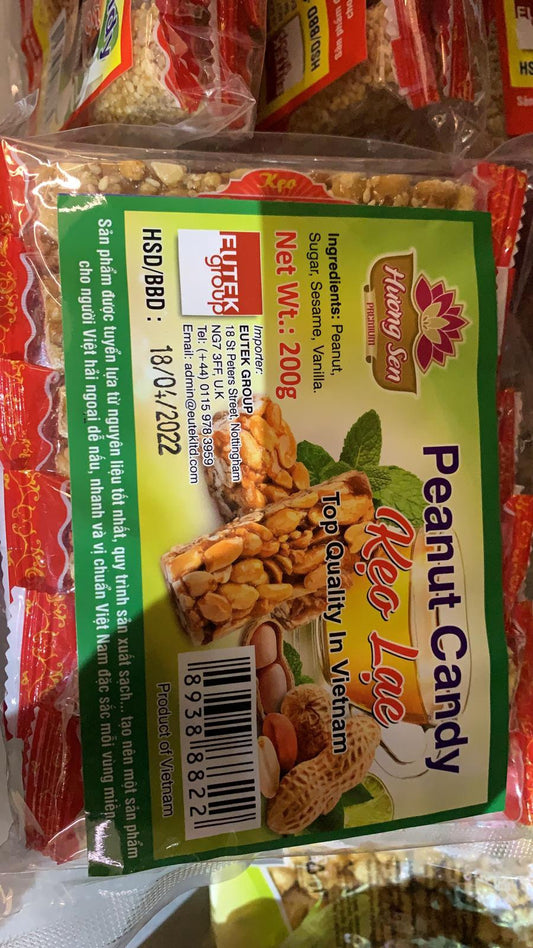 Kẹo
Hương Sen
PREMIUM
Peanut Candy
Kẹo Lạc
Top Quality In Vietnam
Ingredients: Peanut,
Sugar, Sesame, Vanilla.
Net Wt.: 200g
EUTEK
group
Importer:
EUTEK GROUP
18 St Peters Street, Nottingham
NG7 3FF, U.K
Tel: (+44) 0115 978 3959
Email: admin@eutekltd.com
HSD/BBD :
18/04/2022
8938 8822
Product of Vietnam
Sản phẩm được tuyển lựa từ nguyên liệu tốt nhất, quy trình sản xuất sạch... tạo nên một sản phẩm
cho người Việt hải ngoại dễ nấu, nhanh và vị chuẩn Việt Nam đặc sắc mỗi vùng miền
HSD/BBD